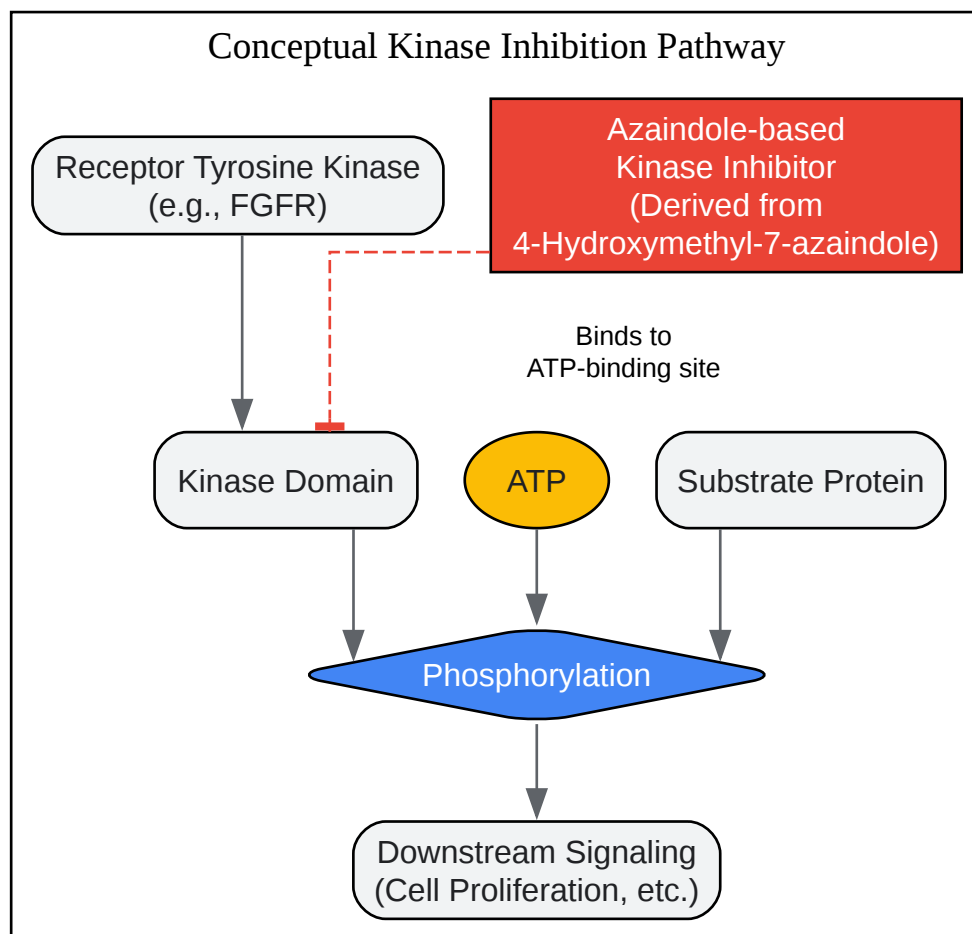 Conceptual Kinase Inhibition Pathway
Receptor Tyrosine Kinase
(e.g., FGFR)
Azaindole-based
Kinase Inhibitor
(Derived from
4-Hydroxymethyl-7-azaindole)
Binds to
ATP-binding site
Kinase Domain
ATP
Substrate Protein
Phosphorylation
Downstream Signaling
(Cell Proliferation, etc.)